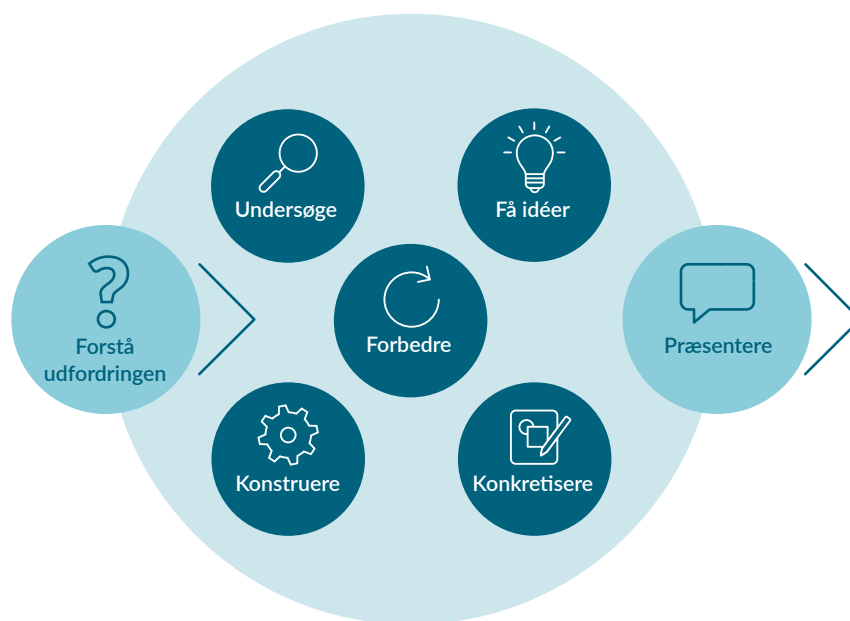 Undersøge
Få idéer
Forstå
udfordringen
Forbedre
Præsentere
Konstruere
Konkretisere